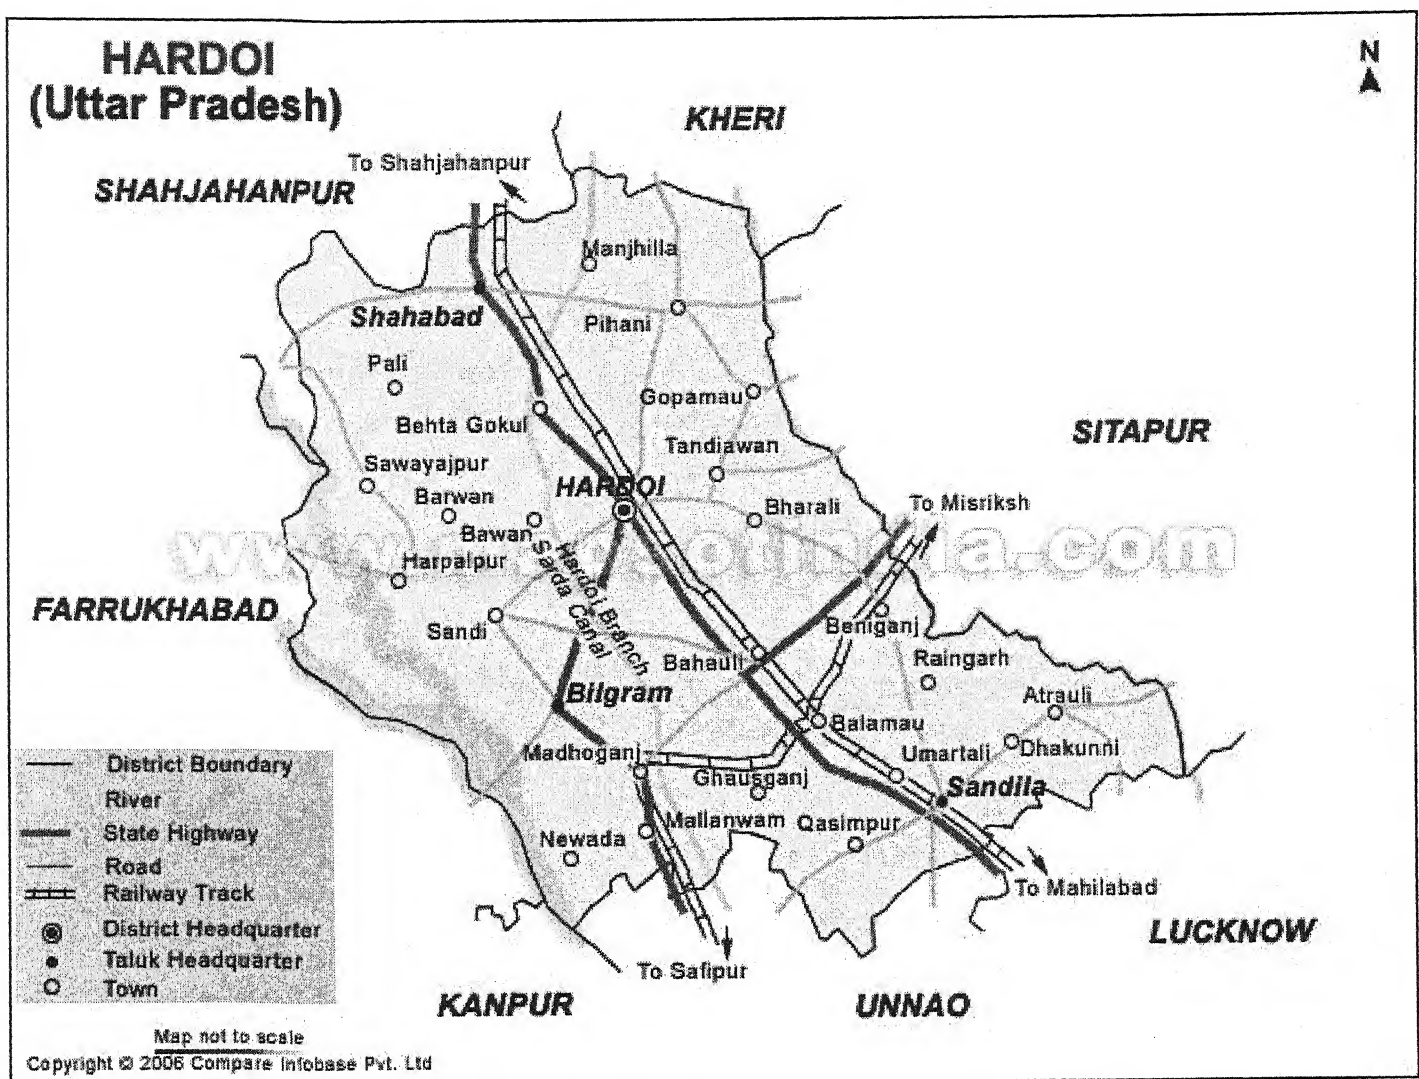 HARDOI
(Uttar Pradesh)
N
KHERI
To Shahjahanpur
SHAHJAHANPUR
Manjhilla
Shahabad
Pihani
Pali
Gopamau
Behta Gokul
SITAPUR
Tandiawan
Sawayajpur
HARDOI
Barwan
Bharali
To Misriksh
Bawan
Harpalpur
Hardoi Branch
Sarda Canal
FARRUKHABAD
Sandi
Beniganj
Bahauli
Raingarh
Bilgram
Atrauli
Balamau
Madhoganj
Umartali
Dhakunni
Ghausganj
Sandila
Mallanwam
Qasimpur
Newada
To Mahilabad
LUCKNOW
To Safipur
KANPUR
UNNAO
District Boundary
River
State Highway
Road
Railway Track
District Headquarter
Taluk Headquarter
Town
Map not to scale
Copyright © 2006 Compare Infobase Pvt. Ltd